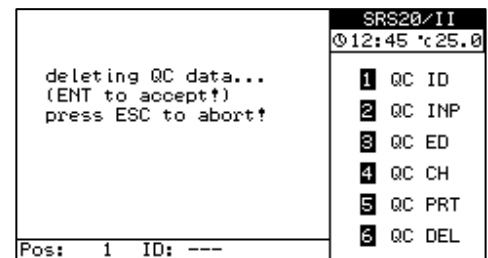 SRS20/II
12:45 °c25.0
deleting QC data...
(ENT to accept!)
press ESC to abort!
1 QC ID
2 QC INP
3 QC ED
4 QC CH
5 QC PRT
6 QC DEL
Pos: 1 ID: ---